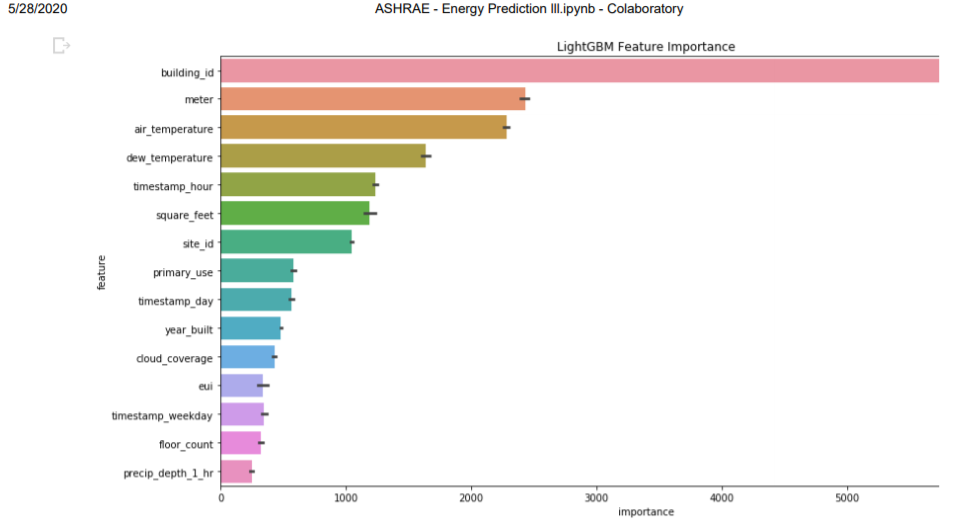 5/28/2020 ASHRAE - Energy Prediction III.ipynb - Colaboratory
LightGBM Feature Importance
building_id
meter
air_temperature
dew_temperature
timestamp_hour
square_feet
site_id
feature
primary_use
timestamp_day
year_built
cloud_coverage
eui
timestamp_weekday
floor_count
precip_depth_1_hr
0 1000 2000 3000 4000 5000
importance